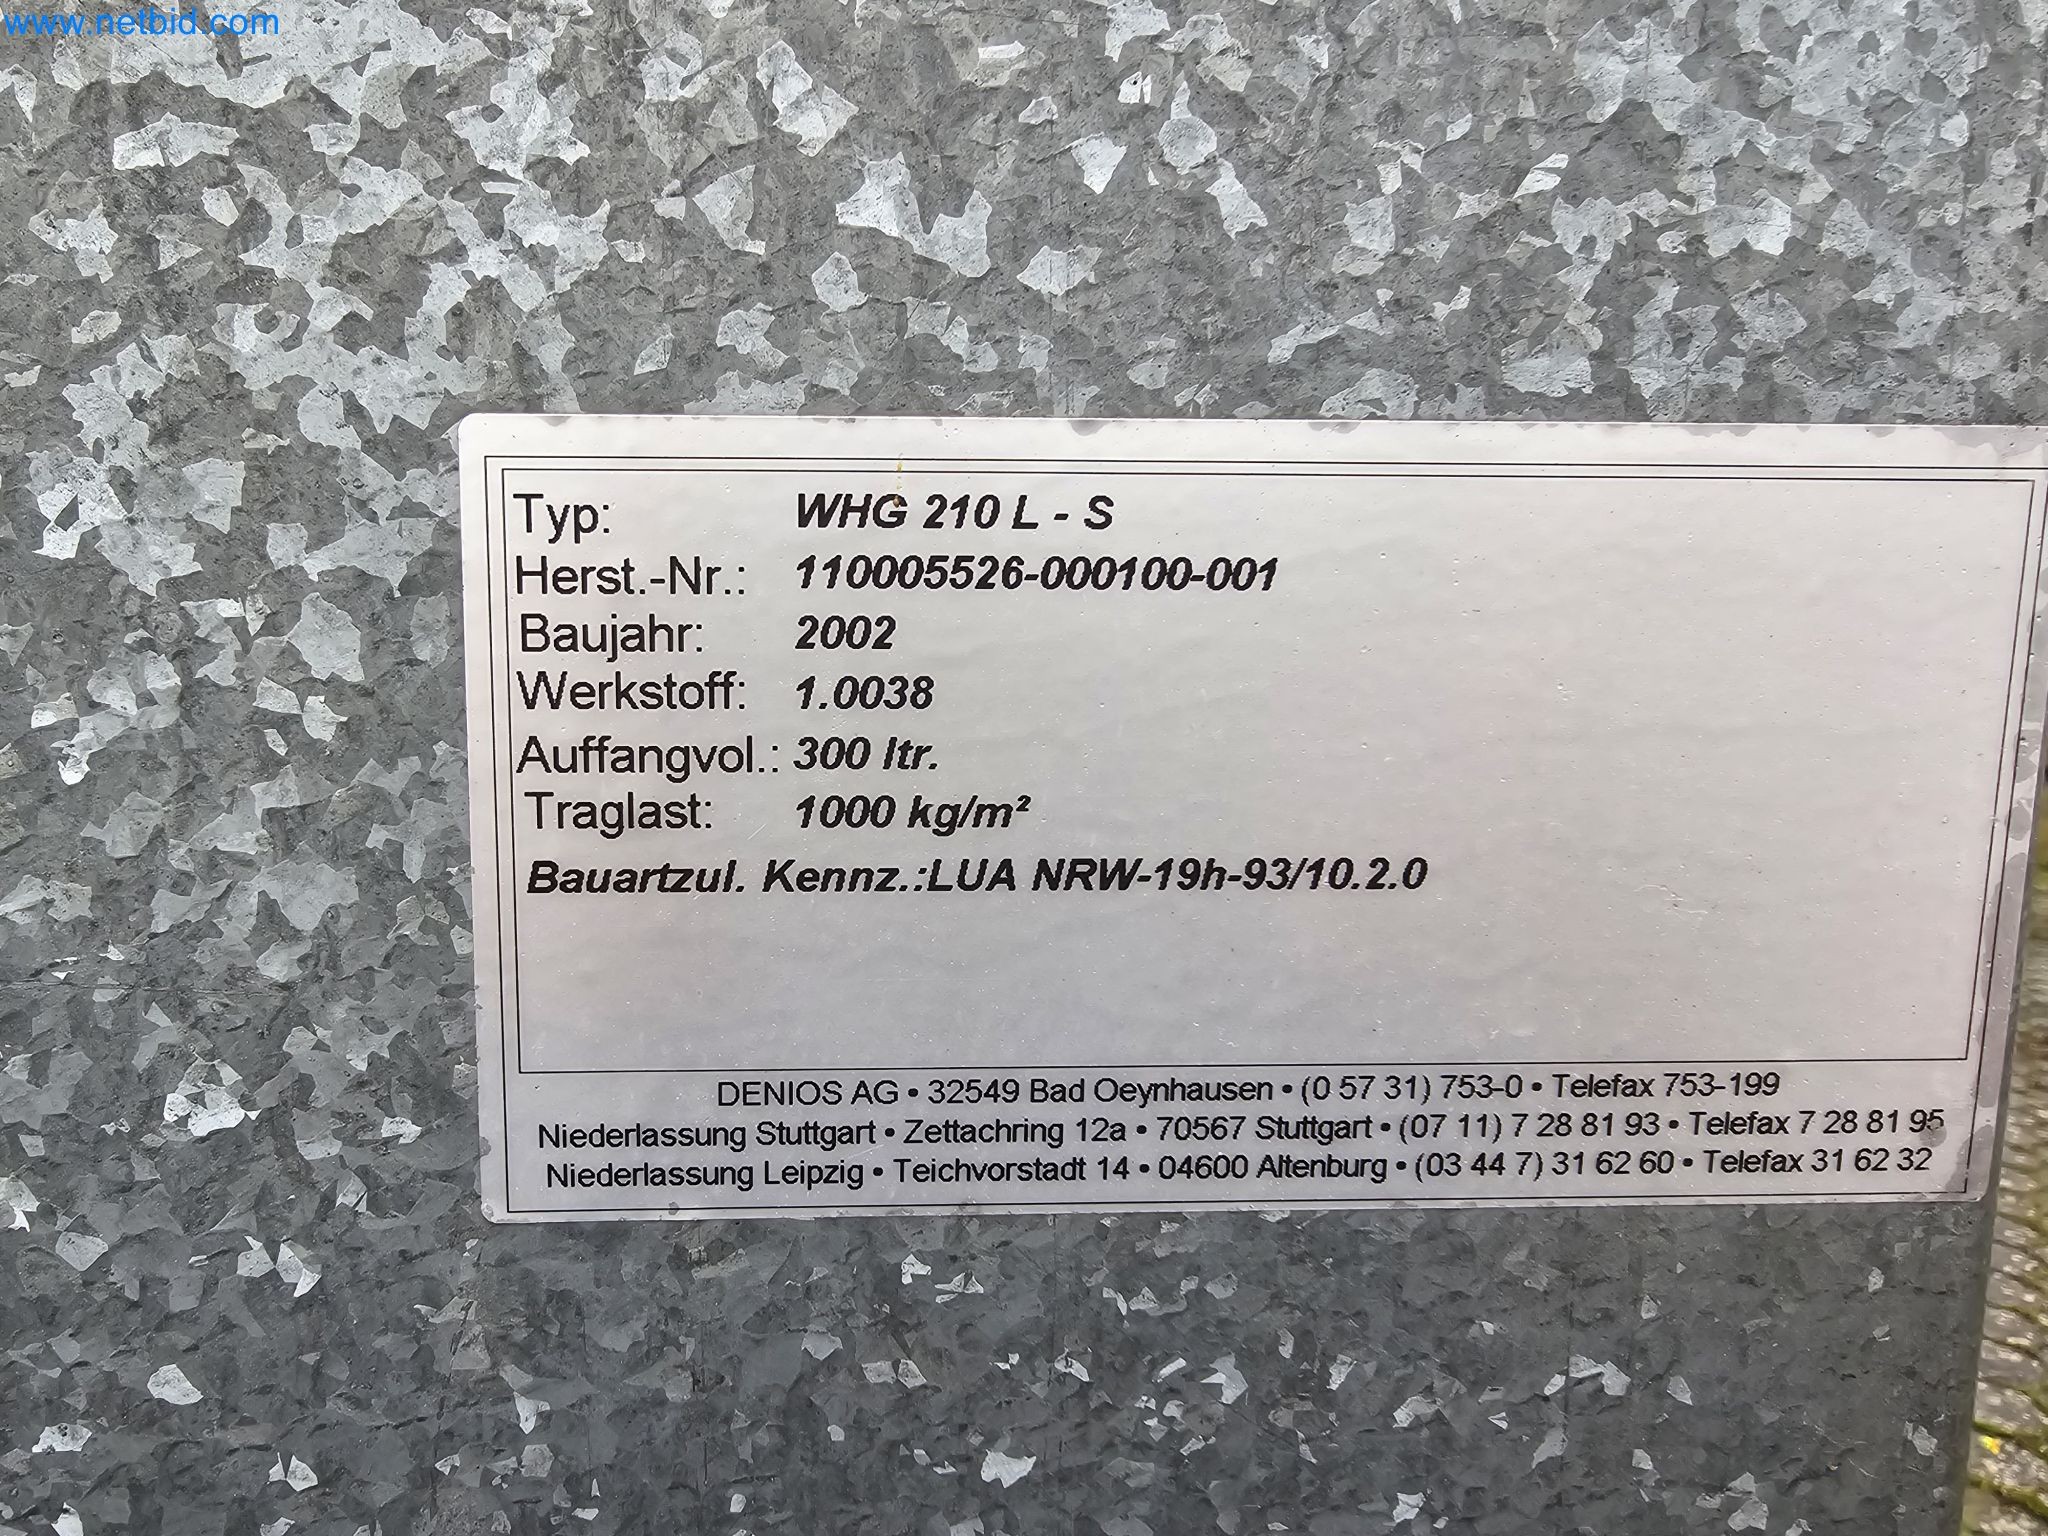 www.netbid.com
Typ: WHG 210 L - S
Herst.-Nr.: 110005526-000100-001
Baujahr: 2002
Werkstoff: 1.0038
Auffangvol.: 300 ltr.
Traglast: 1000 kg/m²
Bauartzul. Kennz.:LUA NRW-19h-93/10.2.0
DENIOS AG • 32549 Bad Oeynhausen • (0 57 31) 753-0 • Telefax 753-199
Niederlassung Stuttgart • Zettachring 12a • 70567 Stuttgart • (07 11) 7 28 81 93 • Telefax 7 28 81 95
Niederlassung Leipzig • Teichvorstadt 14 • 04600 Altenburg • (03 44 7) 31 62 60 • Telefax 31 62 32